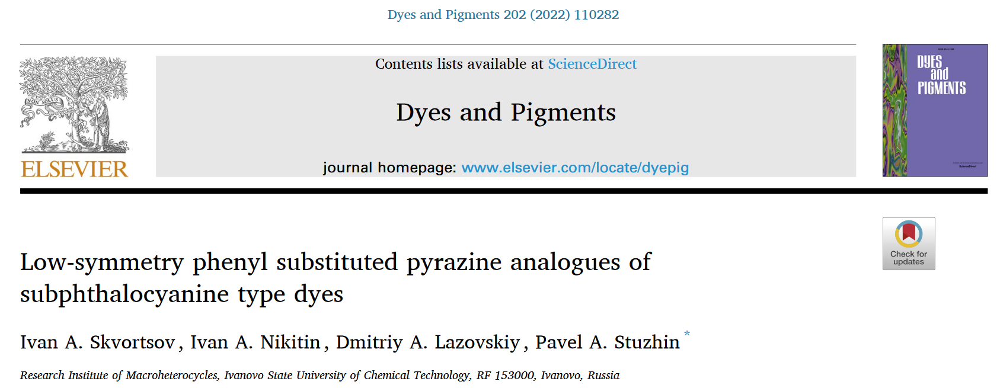 Dyes and Pigments 202 (2022) 110282
Contents lists available at ScienceDirect
Dyes and Pigments
journal homepage: www.elsevier.com/locate/dyepig
NON SOLUS
ELSEVIER
DYES
and
PIGMENTS
ScienceDirect
Check for
updates
Low-symmetry phenyl substituted pyrazine analogues of
subphthalocyanine type dyes
Ivan A. Skvortsov, Ivan A. Nikitin, Dmitriy A. Lazovskiy, Pavel A. Stuzhin *
Research Institute of Macroheterocycles, Ivanovo State University of Chemical Technology, RF 153000, Ivanovo, Russia